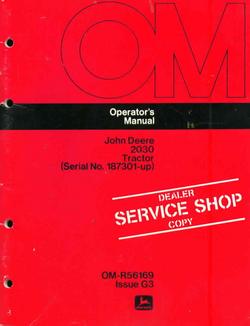 OM
Operator's
Manual
John Deere
2030
Tractor
(Serial No. 187301-up)
DEALER
SERVICE SHOP
COPY
OM-R56169
Issue G3